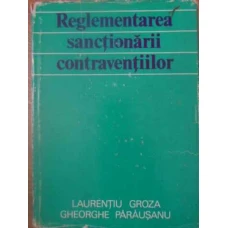 Reglementarea
sancționării
contravențiilor
LAURENȚIU GROZA
GHEORGHE PĂRĂUȘANU